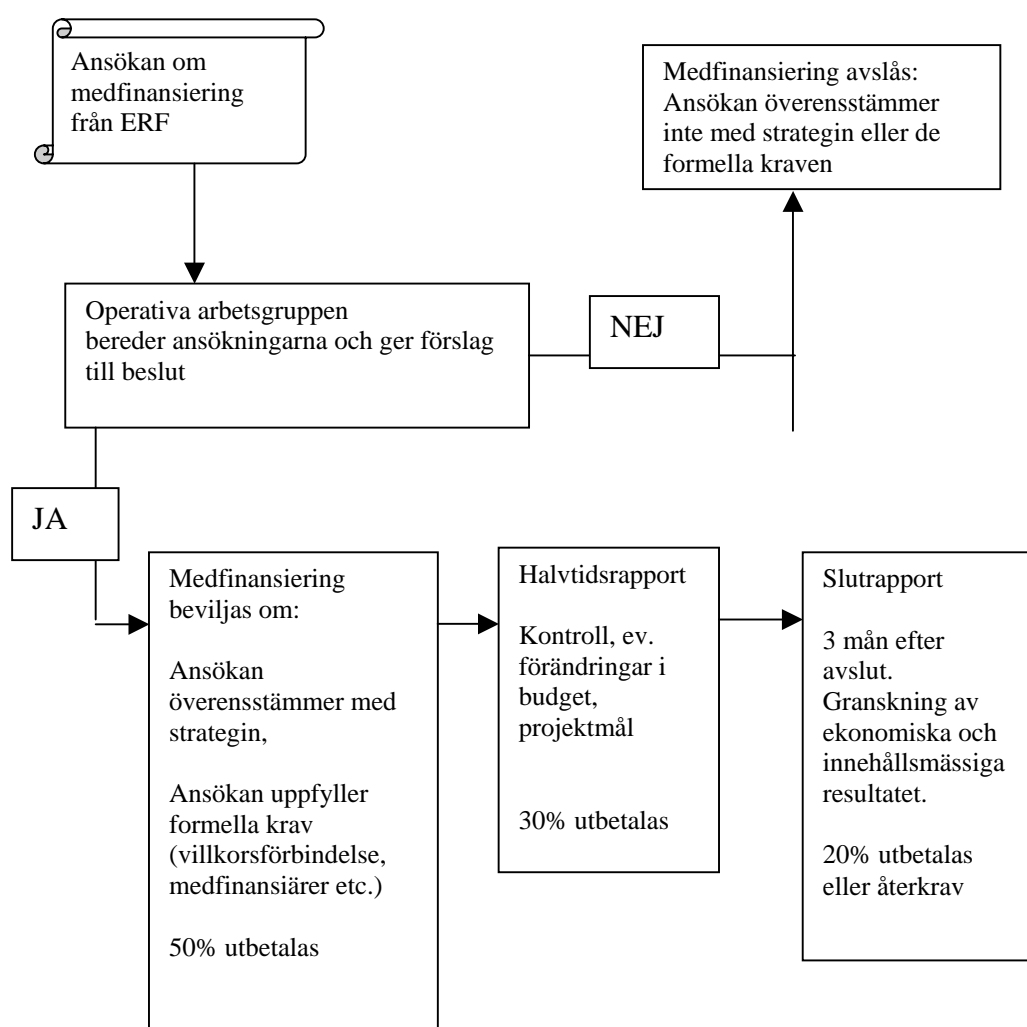 Ansökan om
medfinansiering
från ERF
Medfinansiering avslås:
Ansökan överensstämmer
inte med strategin eller de
formella kraven
Operativa arbetsgruppen
bereder ansökningarna och ger förslag
till beslut
NEJ
JA
Medfinansiering
beviljas om:
Ansökan
överensstämmer med
strategin,
Ansökan uppfyller
formella krav
(villkorsförbindelse,
medfinansiärer etc.)
50% utbetalas
Halvtidsrapport
Kontroll, ev.
förändringar i
budget,
projektmål
30% utbetalas
Slutrapport
3 mån efter
avslut.
Granskning av
ekonomiska och
innehållsmässiga
resultatet.
20% utbetalas
eller återkrav